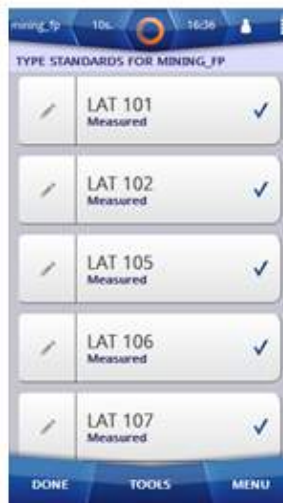 mining_fp 10s. 16:36
TYPE STANDARDS FOR MINING_FP
LAT 101
Measured
LAT 102
Measured
LAT 105
Measured
LAT 106
Measured
LAT 107
Measured
DONE TOOLS MENU